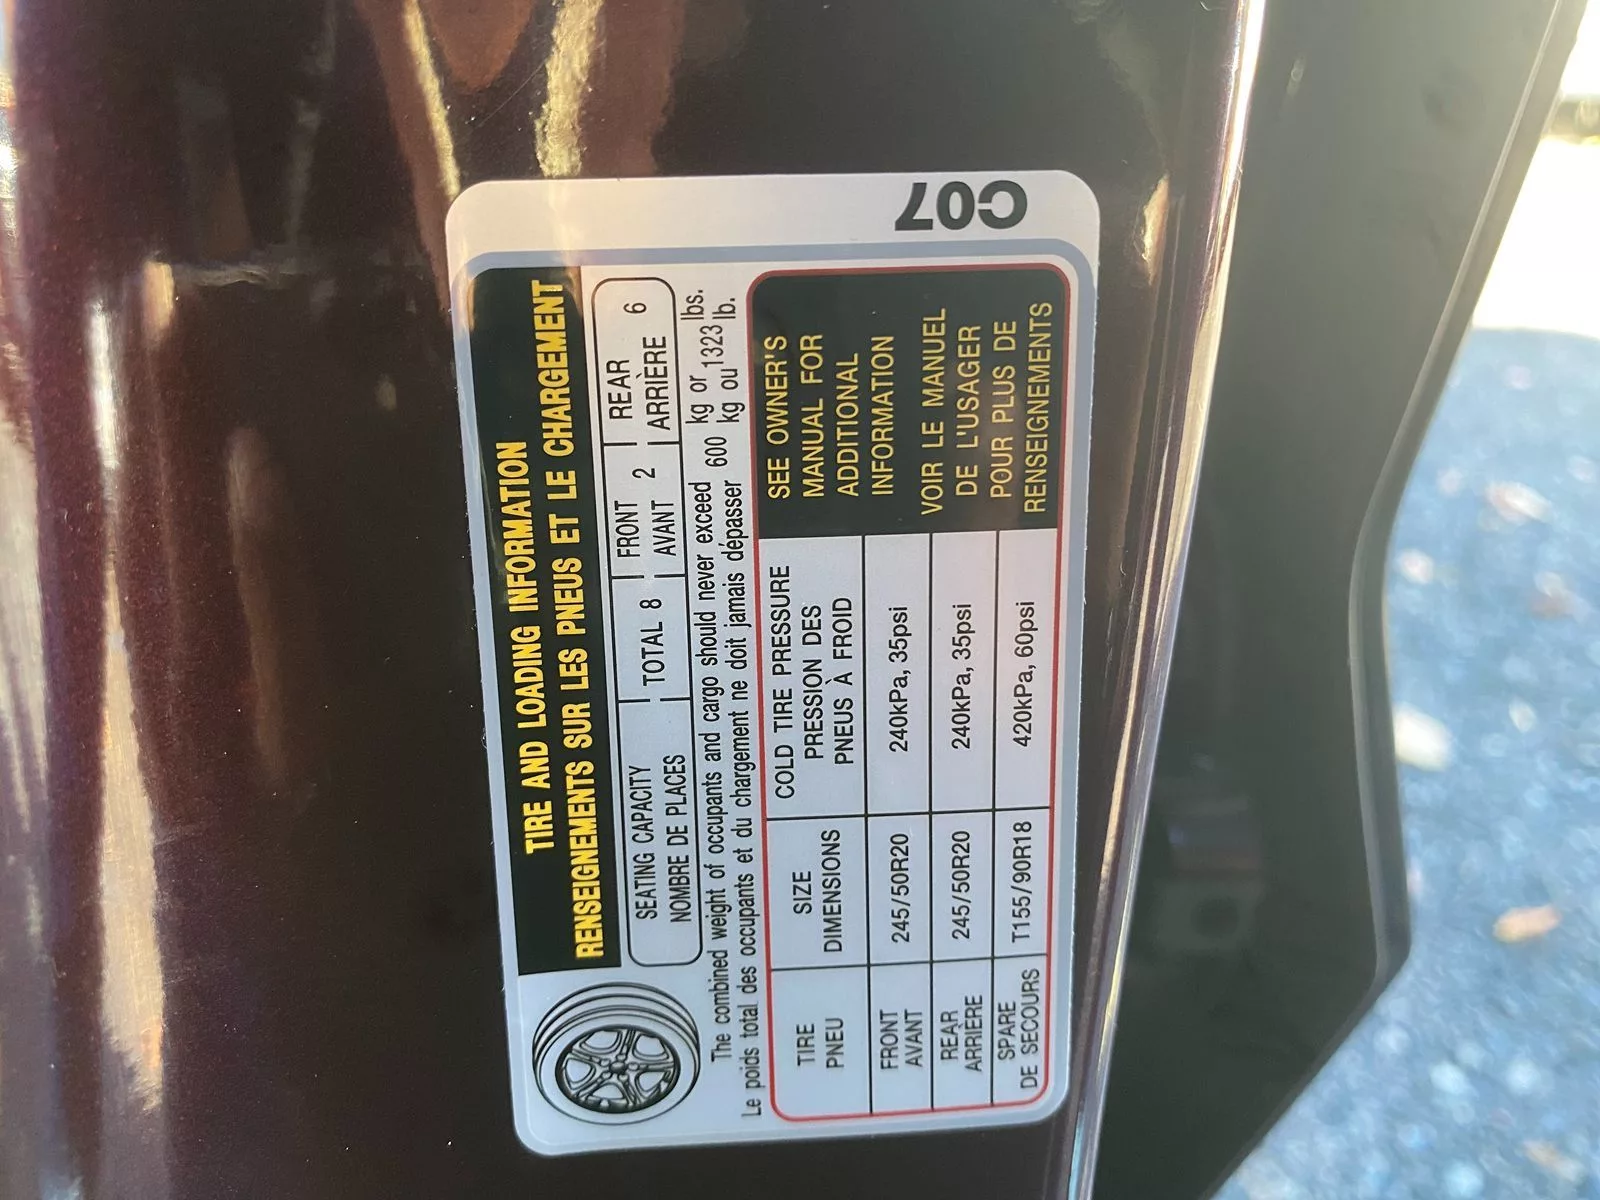 C07
TIRE AND LOADING INFORMATION
RENSEIGNEMENTS SUR LES PNEUS ET LE CHARGEMENT
SEATING CAPACITY
NOMBRE DE PLACES
TOTAL 8
FRONT
AVANT 2
REAR
ARRIÈRE 6
The combined weight of occupants and cargo should never exceed 600 kg or 1323 lbs.
Le poids total des occupants et du chargement ne doit jamais dépasser 600 kg ou 1323 lb.
TIRE
PNEU
SIZE
DIMENSIONS
COLD TIRE PRESSURE
PRESSION DES
PNEUS À FROID
FRONT
AVANT
245/50R20
240kPa, 35psi
REAR
ARRIÈRE
245/50R20
240kPa, 35psi
SPARE
DE SECOURS
T155/90R18
420kPa, 60psi
SEE OWNER'S
MANUAL FOR
ADDITIONAL
INFORMATION
VOIR LE MANUEL
DE L'USAGER
POUR PLUS DE
RENSEIGNEMENTS